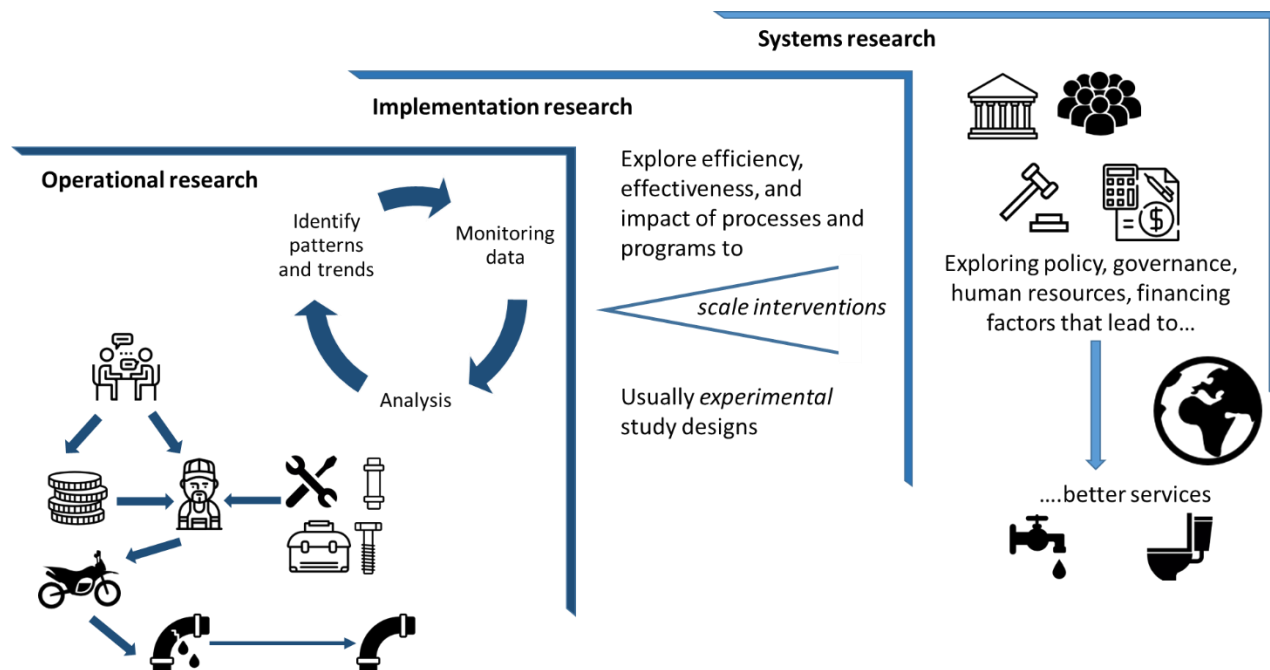 Systems research
Implementation research
Operational research
Identify
patterns
and trends
Monitoring
data
Analysis
Explore efficiency,
effectiveness, and
impact of processes and
programs to
scale interventions
Usually experimental
study designs
Exploring policy, governance,
human resources, financing
factors that lead to…
….better services